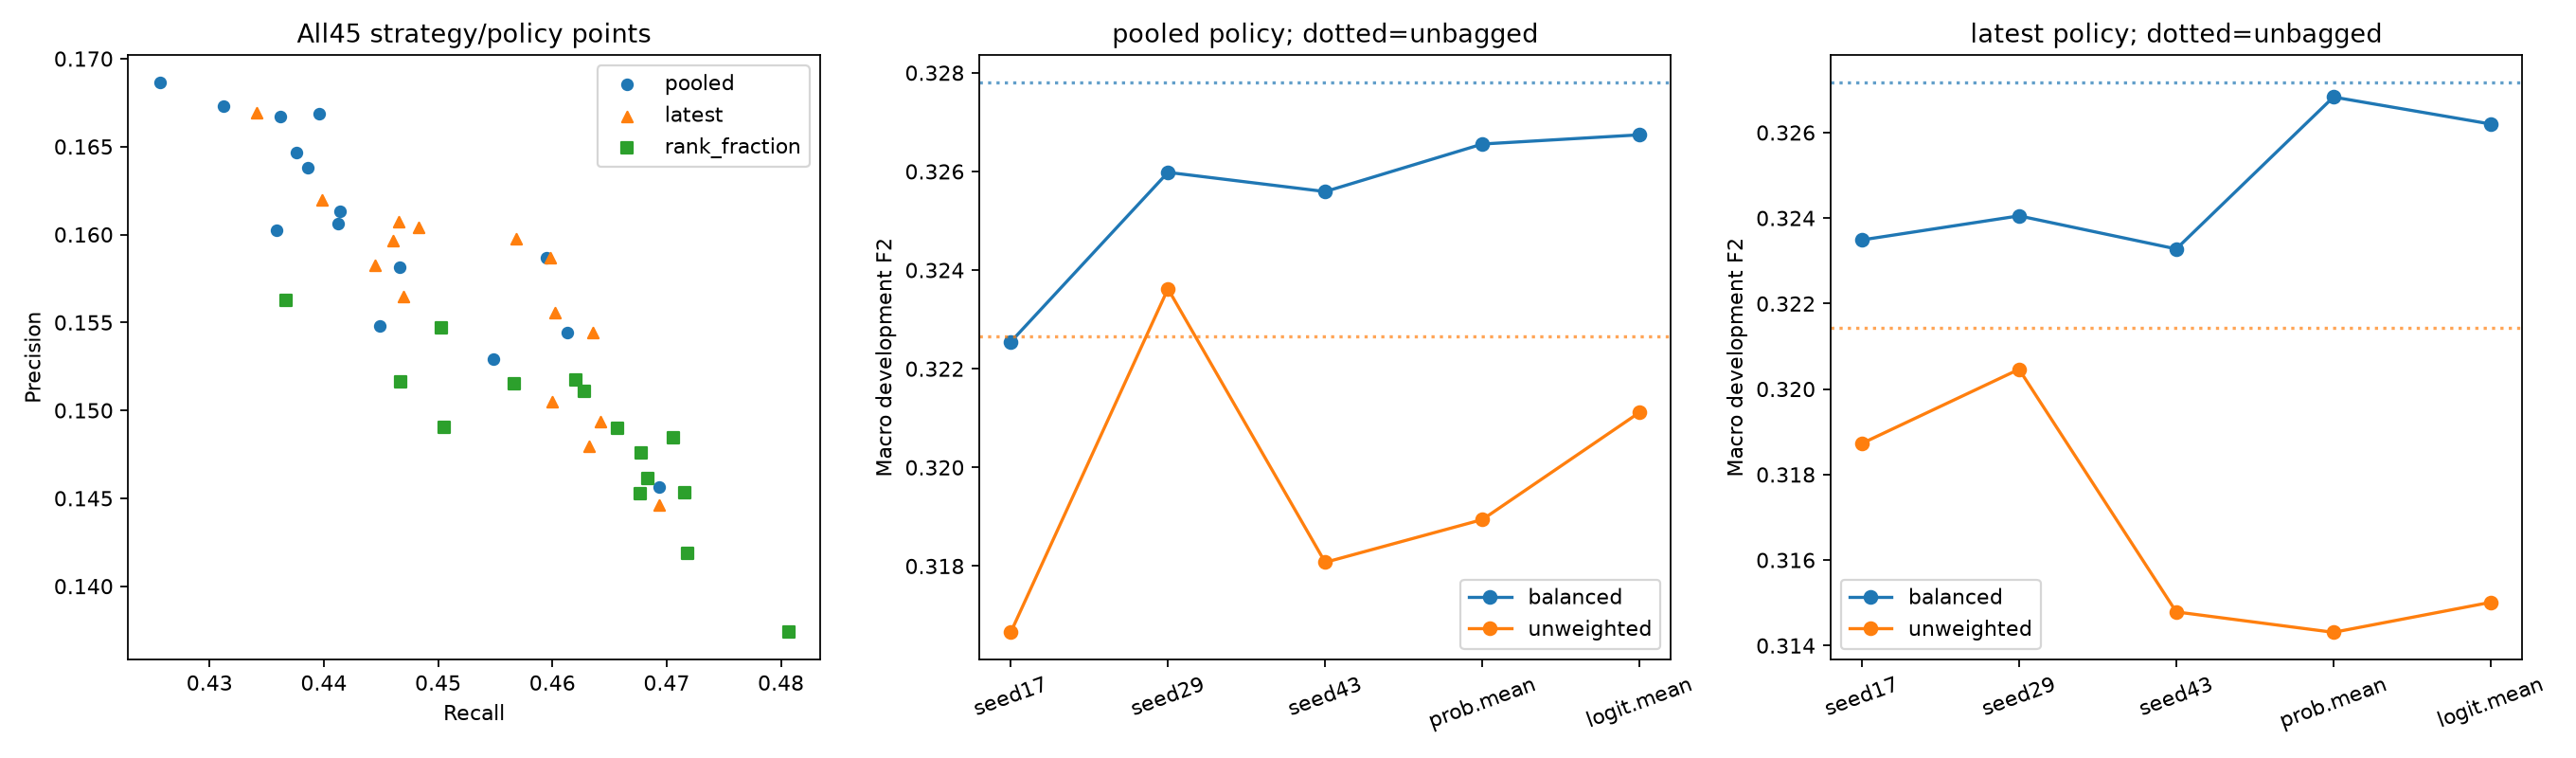 All45 strategy/policy points
0.170
0.165
0.160
0.155
0.150
0.145
0.140
Precision
0.43 0.44 0.45 0.46 0.47 0.48
Recall
pooled
latest
rank_fraction
pooled policy; dotted=unbagged
0.328
0.326
0.324
0.322
0.320
0.318
Macro development F2
seed17 seed29 seed43 prob.mean logit.mean
balanced
unweighted
latest policy; dotted=unbagged
0.326
0.324
0.322
0.320
0.318
0.316
0.314
Macro development F2
seed17 seed29 seed43 prob.mean logit.mean
balanced
unweighted